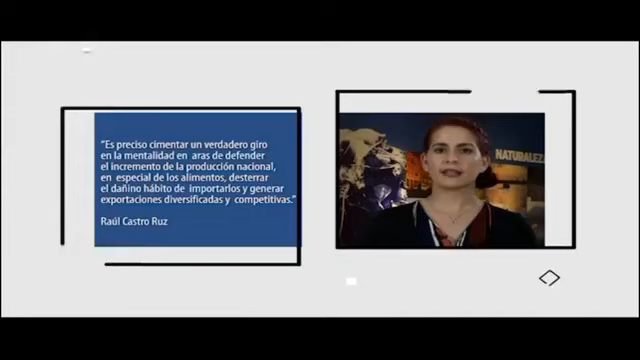 "Es preciso cimentar un verdadero giro
en la mentalidad en aras de defender
el incremento de la producción nacional,
en especial de los alimentos, desterrar
el dañino hábito de importarlos y generar
exportaciones diversificadas y competitivas."
Raúl Castro Ruz
NATURALEZ